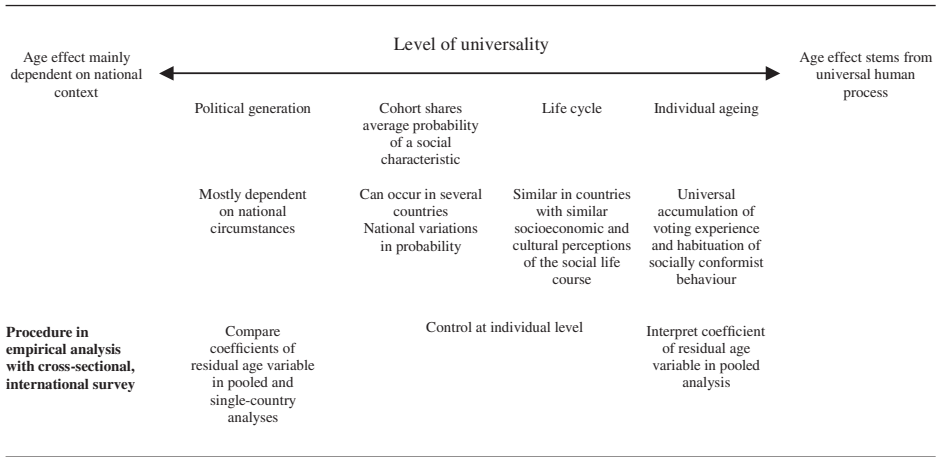 Level of universality
Age effect mainly
dependent on national
context
Age effect stems from
universal human
process
Political generation
Cohort shares
average probability
of a social
characteristic
Life cycle
Individual ageing
Mostly dependent
on national
circumstances
Can occur in several
countries
National variations
in probability
Similar in countries
with similar
socioeconomic and
cultural perceptions
of the social life
course
Universal
accumulation of
voting experience
and habituation of
socially conformist
behaviour
Procedure in
empirical analysis
with cross-sectional,
international survey
Compare
coefficients of
residual age variable
in pooled and
single-country
analyses
Control at individual level
Interpret coefficient
of residual age
variable in pooled
analysis